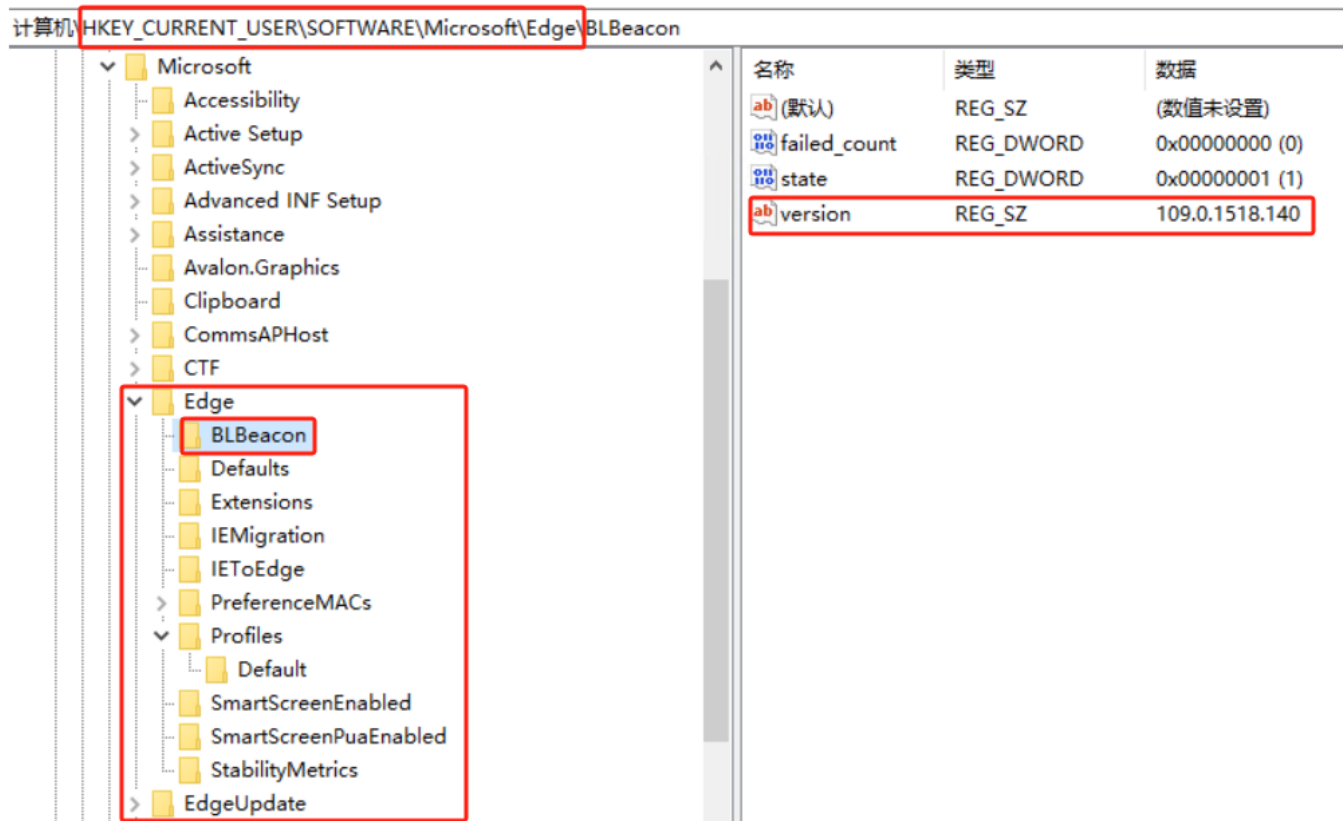 计算机\HKEY_CURRENT_USER\SOFTWARE\Microsoft\Edge\BLBeacon
Microsoft
Accessibility
Active Setup
ActiveSync
Advanced INF Setup
Assistance
Avalon.Graphics
Clipboard
CommsAPHost
CTF
Edge
BLBeacon
Defaults
Extensions
IEMigration
IEToEdge
PreferenceMACs
Profiles
Default
SmartScreenEnabled
SmartScreenPuaEnabled
StabilityMetrics
EdgeUpdate
名称 类型 数据
(默认) REG_SZ (数值未设置)
failed_count REG_DWORD 0x00000000 (0)
state REG_DWORD 0x00000001 (1)
version REG_SZ 109.0.1518.140